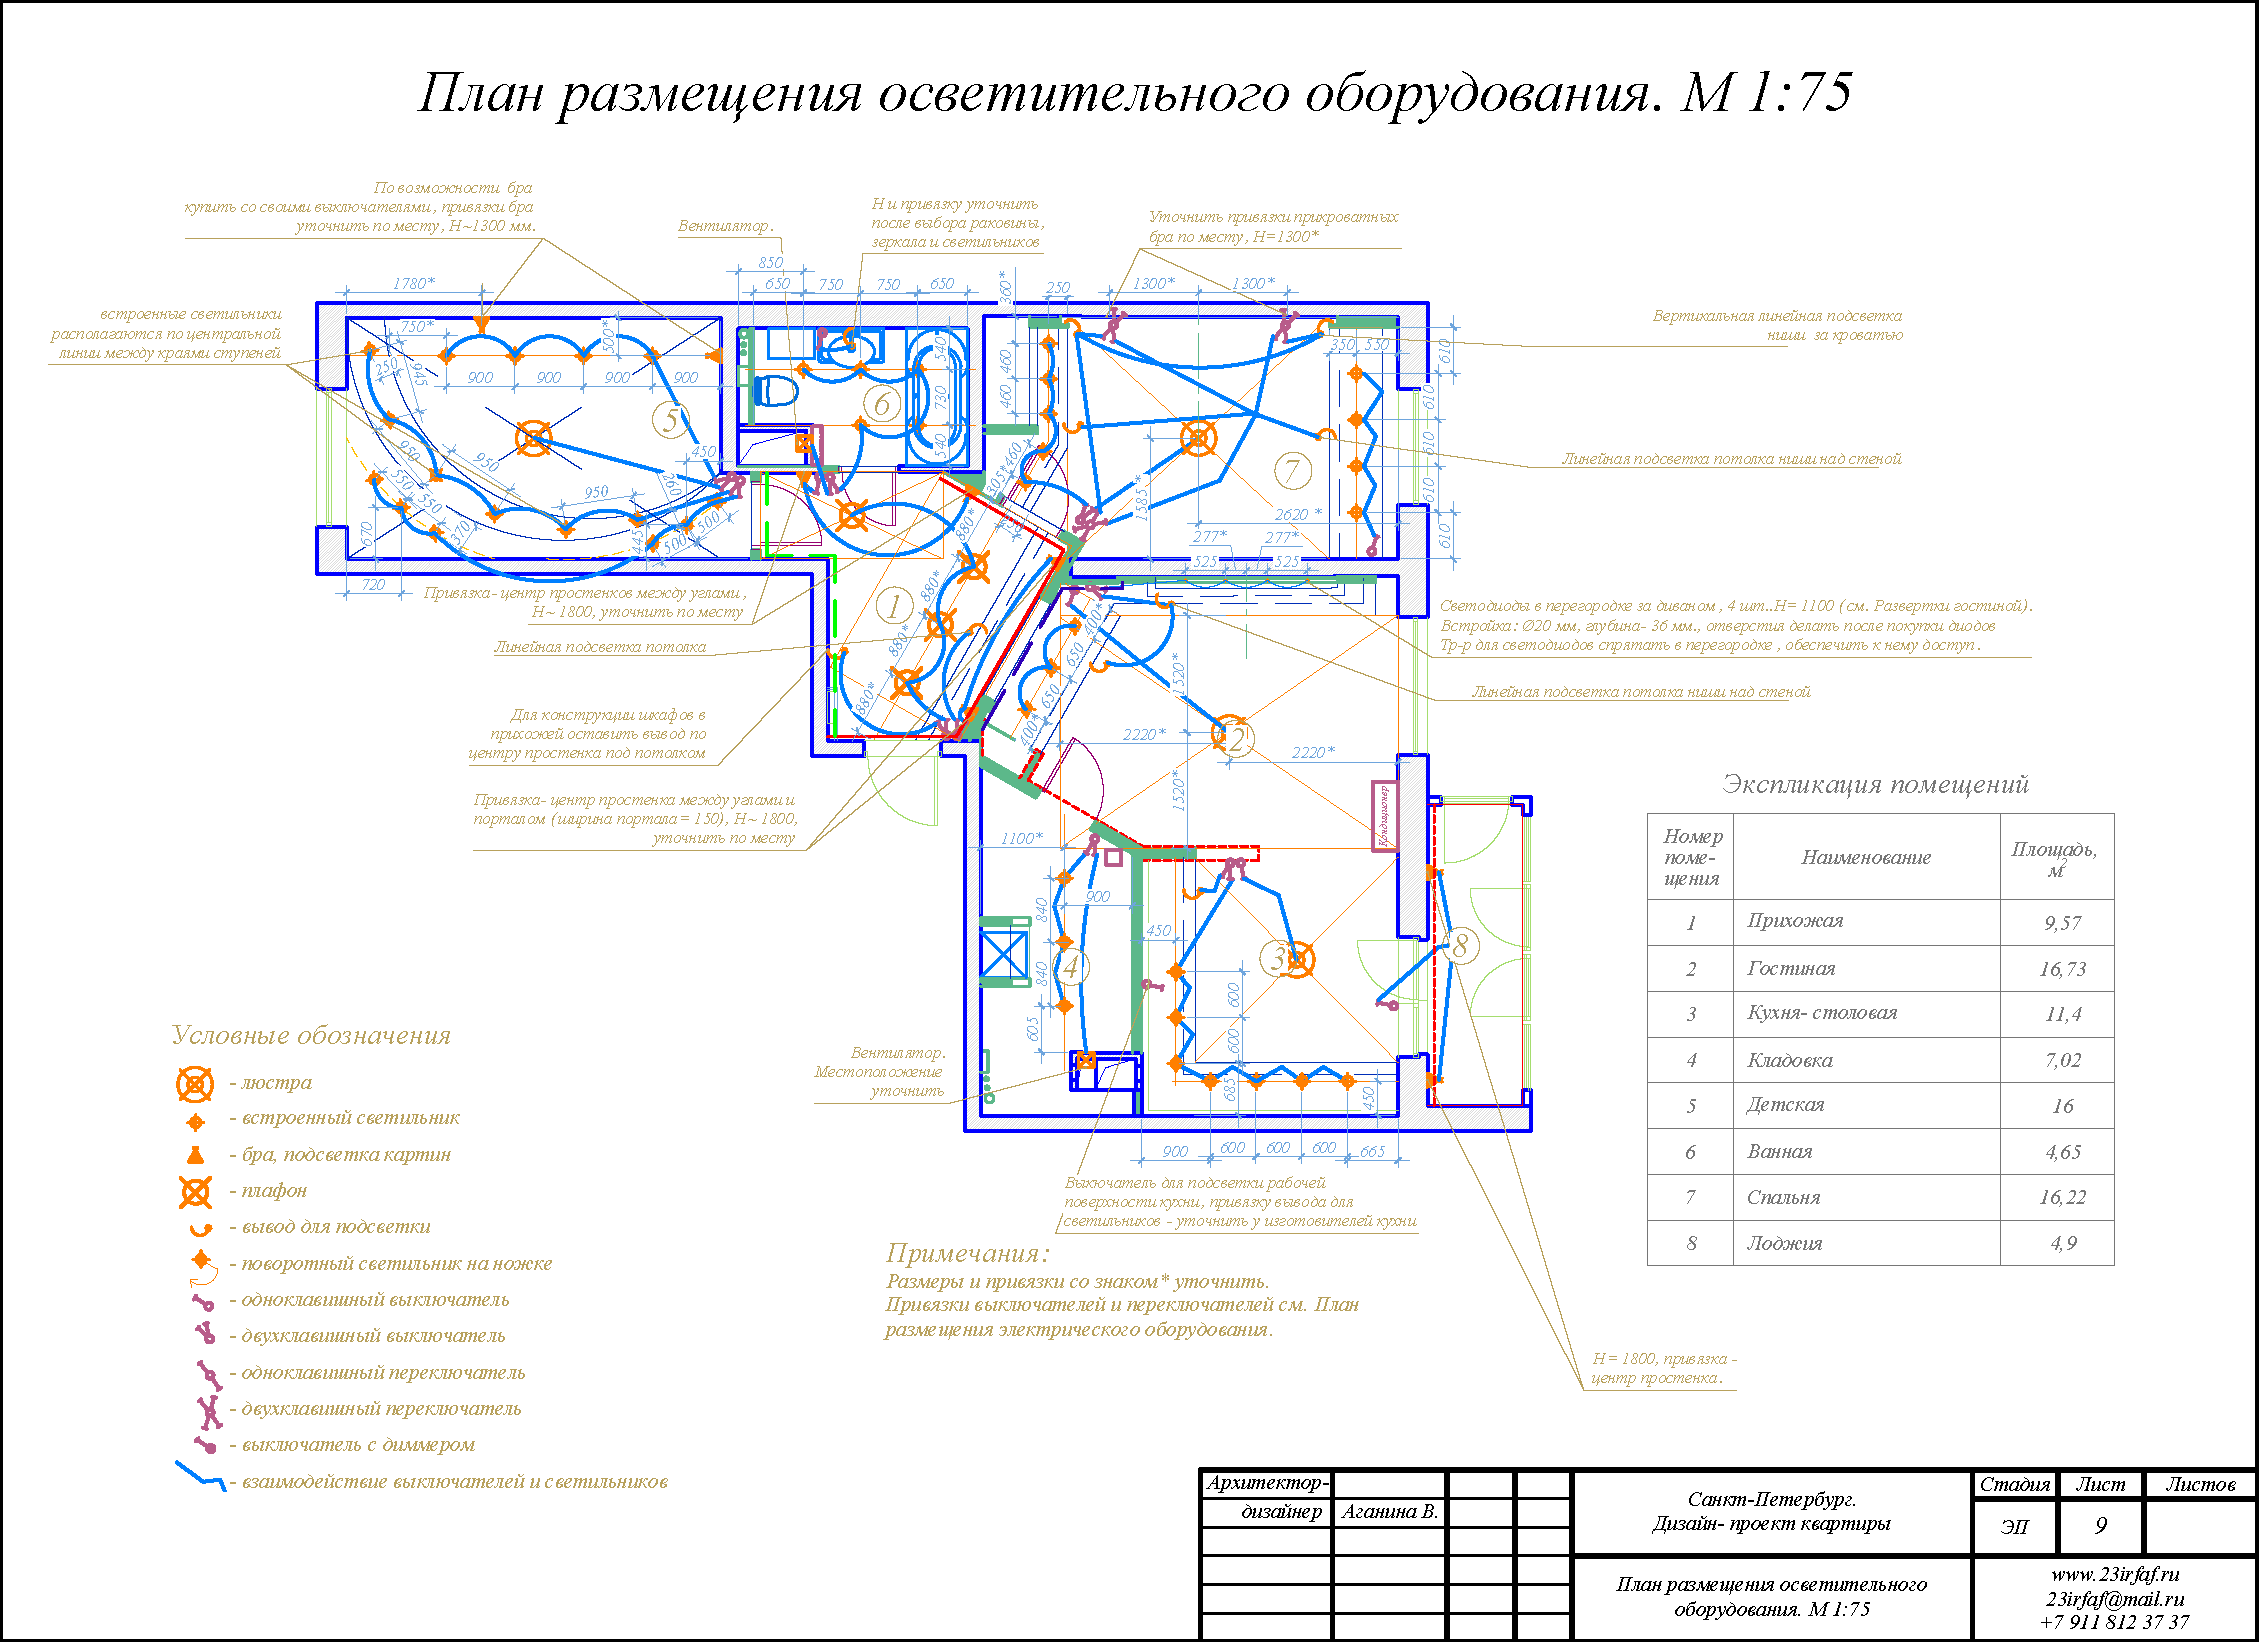 План размещения осветительного оборудования. М 1:75
По возможности бра
купить со своими выключателями, привязки бра
уточнить по месту, Н~1300 мм.
Вентилятор.
Н и привязку уточнить
после выбора раковины,
зеркала и светильников
Уточнить привязки прикроватных
бра по месту, Н=1300*
встроенные светильники
располагаются по центральной
линии между краями ступеней
Вертикальная линейная подсветка
ниши за кроватью
Линейная подсветка потолка ниши над стеной
1780*
850
650
750
750
650
360*
250
1300*
1300*
750*
500*
250
945
900
900
900
900
5
450
950
950
950
550
550
370
670
720
260
445
500
500
6
540
730
540
460
460
460
305*
350
550
610
610
610
610
610
7
1585*
2620 *
277*
277*
525
525
Привязка- центр простенков между углами,
Н~ 1800, уточнить по месту
Линейная подсветка потолка
1
880*
880*
880*
880*
Для конструкции шкафов в
прихожей оставить вывод по
центру простенка под потолком
Привязка- центр простенка между углами и
порталом (ширина портала = 150), Н~ 1800,
уточнить по месту
Светодиоды в перегородке за диваном, 4 шт..Н= 1100 (см. Развертки гостиной).
Встройка: Ø20 мм, глубина- 36 мм., отверстия делать после покупки диодов
Тр-р для светодиодов спрятать в перегородке, обеспечить к нему доступ.
Линейная подсветка потолка ниши над стеной
400*
650
650
400*
1520*
1520*
2220*
2
2220*
Кондиционер
1100*
900
840
840
605
4
450
3
600
600
685
450
8
900
600
600
600
665
Вентилятор.
Местоположение
уточнить
Выключатель для подсветки рабочей
поверхности кухни, привязку вывода для
светильников - уточнить у изготовителей кухни
Н = 1800, привязка -
центр простенка.
Экспликация помещений
Номер поме-щения Наименование Площадь, м2
1 Прихожая 9,57
2 Гостиная 16,73
3 Кухня- столовая 11,4
4 Кладовка 7,02
5 Детская 16
6 Ванная 4,65
7 Спальня 16,22
8 Лоджия 4,9
Условные обозначения
- люстра
- встроенный светильник
- бра, подсветка картин
- плафон
- вывод для подсветки
- поворотный светильник на ножке
- одноклавишный выключатель
- двухклавишный выключатель
- одноклавишный переключатель
- двухклавишный переключатель
- выключатель с диммером
- взаимодействие выключателей и светильников
Примечания:
Размеры и привязки со знаком* уточнить.
Привязки выключателей и переключателей см. План
размещения электрического оборудования.
Архитектор-
дизайнер Аганина В.
Санкт-Петербург.
Дизайн- проект квартиры
Стадия Лист Листов
ЭП 9
План размещения осветительного
оборудования. М 1:75
www.23irfaf.ru
23irfaf@mail.ru
+7 911 812 37 37